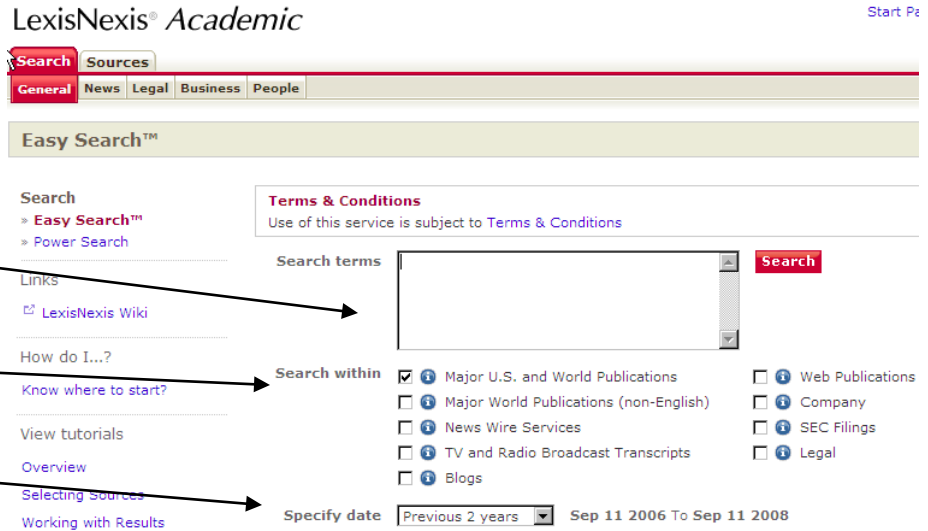 LexisNexis® Academic
Start Pa
Search Sources
General News Legal Business People
Easy Search™
Search
» Easy Search™
» Power Search
Links
LexisNexis Wiki
How do I...?
Know where to start?
View tutorials
Overview
Selecting Sources
Working with Results
Terms & Conditions
Use of this service is subject to Terms & Conditions
Search terms
Search
Search within
Major U.S. and World Publications
Major World Publications (non-English)
News Wire Services
TV and Radio Broadcast Transcripts
Blogs
Web Publications
Company
SEC Filings
Legal
Specify date Previous 2 years Sep 11 2006 To Sep 11 2008